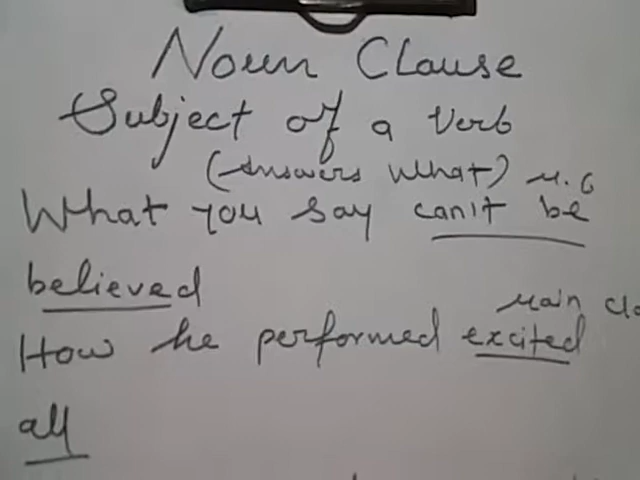 Noun Clause
Subject of a Verb
(Answers What) M.C
What you say can't be
believed
Main Cla
How he performed excited
all